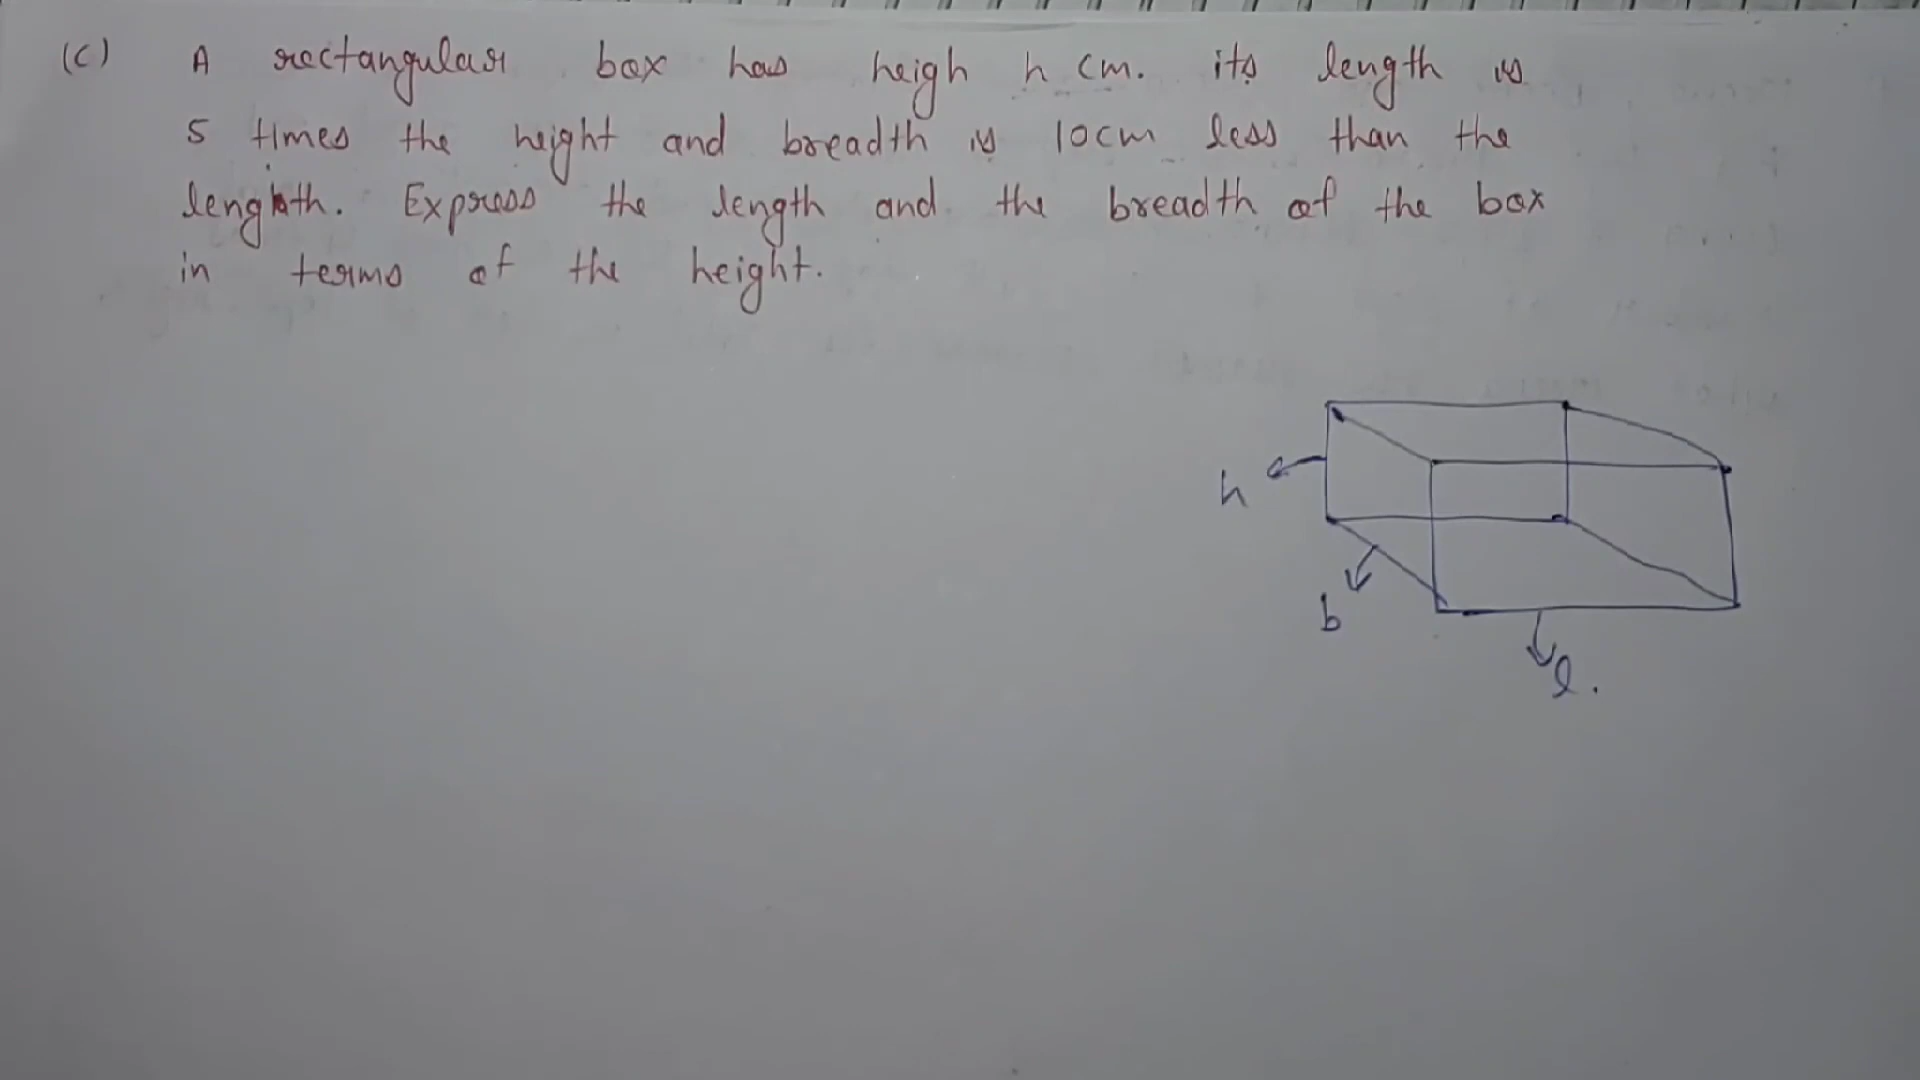 (c) A rectangular box has heigh h cm. its length is
5 times the height and breadth is 10cm less than the
length. Express the length and the breadth of the box
in terms of the height.
h
b
l.